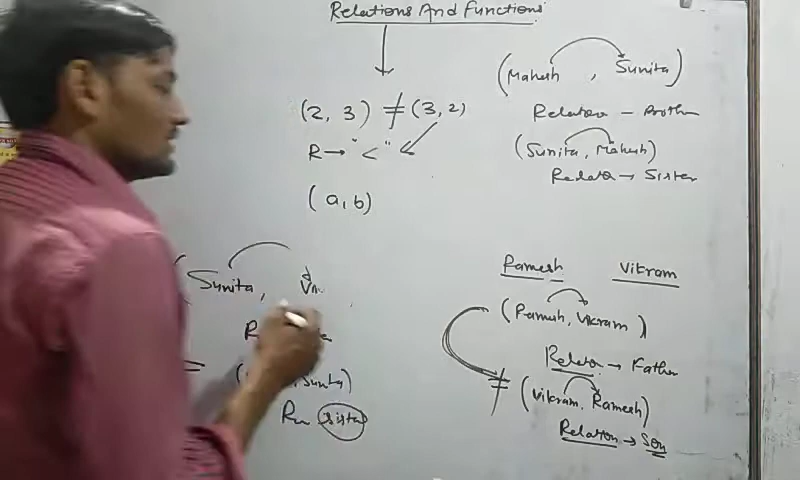 Relations And Functions
(2, 3) ≠ (3, 2)
R → "<"
(a, b)
(Mahesh, Sunita)
Relation - Brother
(Sunita, Mahesh)
Relation → Sister
(Sunita,
Sunita)
Sister
Ramesh Vikram
(Ramesh, Vikram)
Relation → Father
≠ (Vikram, Ramesh)
Relation → Son